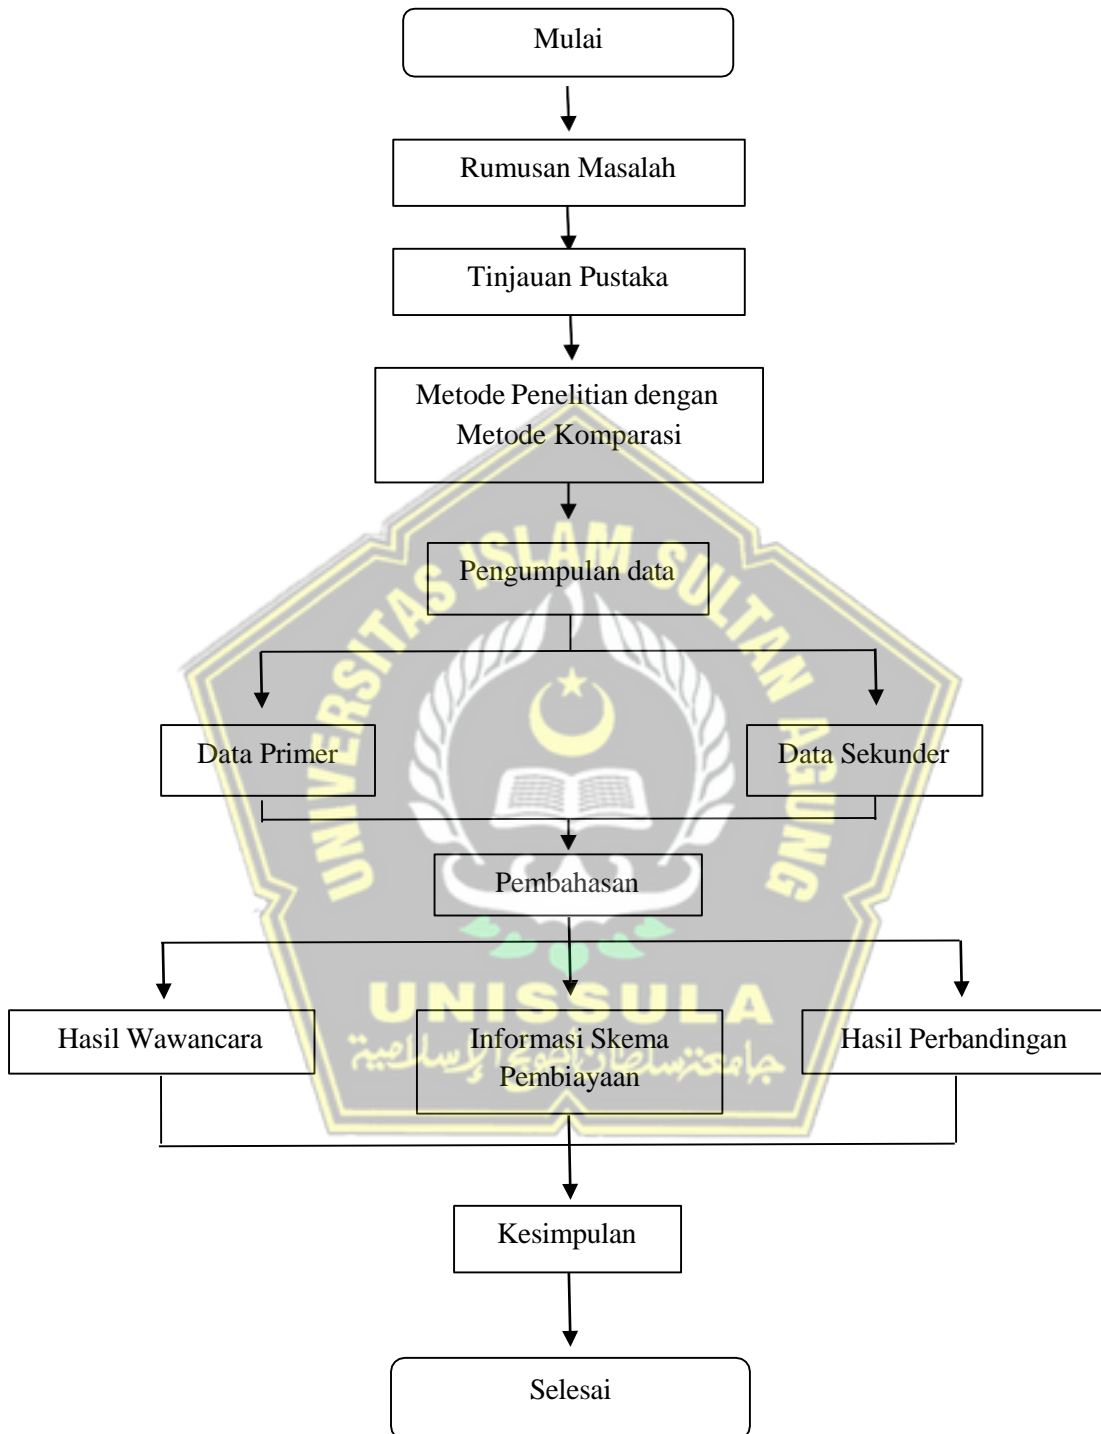 Mulai
Rumusan Masalah
Tinjauan Pustaka
Metode Penelitian dengan
Metode Komparasi
UNIVERSITAS ISLAM SULTAN AGUNG
Pengumpulan data
Data Primer
Data Sekunder
Pembahasan
UNISSULA
جامعة سلطان أجونج الإسلامية
Hasil Wawancara
Informasi Skema
Pembiayaan
Hasil Perbandingan
Kesimpulan
Selesai